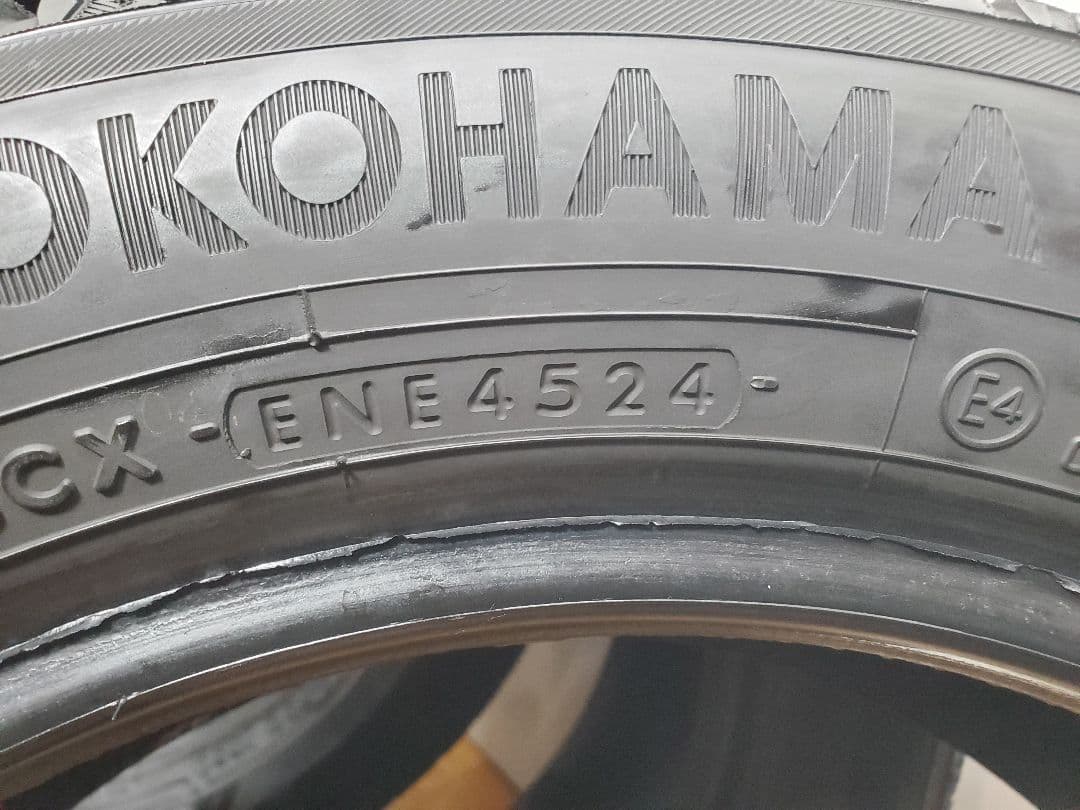 OKOHAMA
CX -ENE4524-
E4